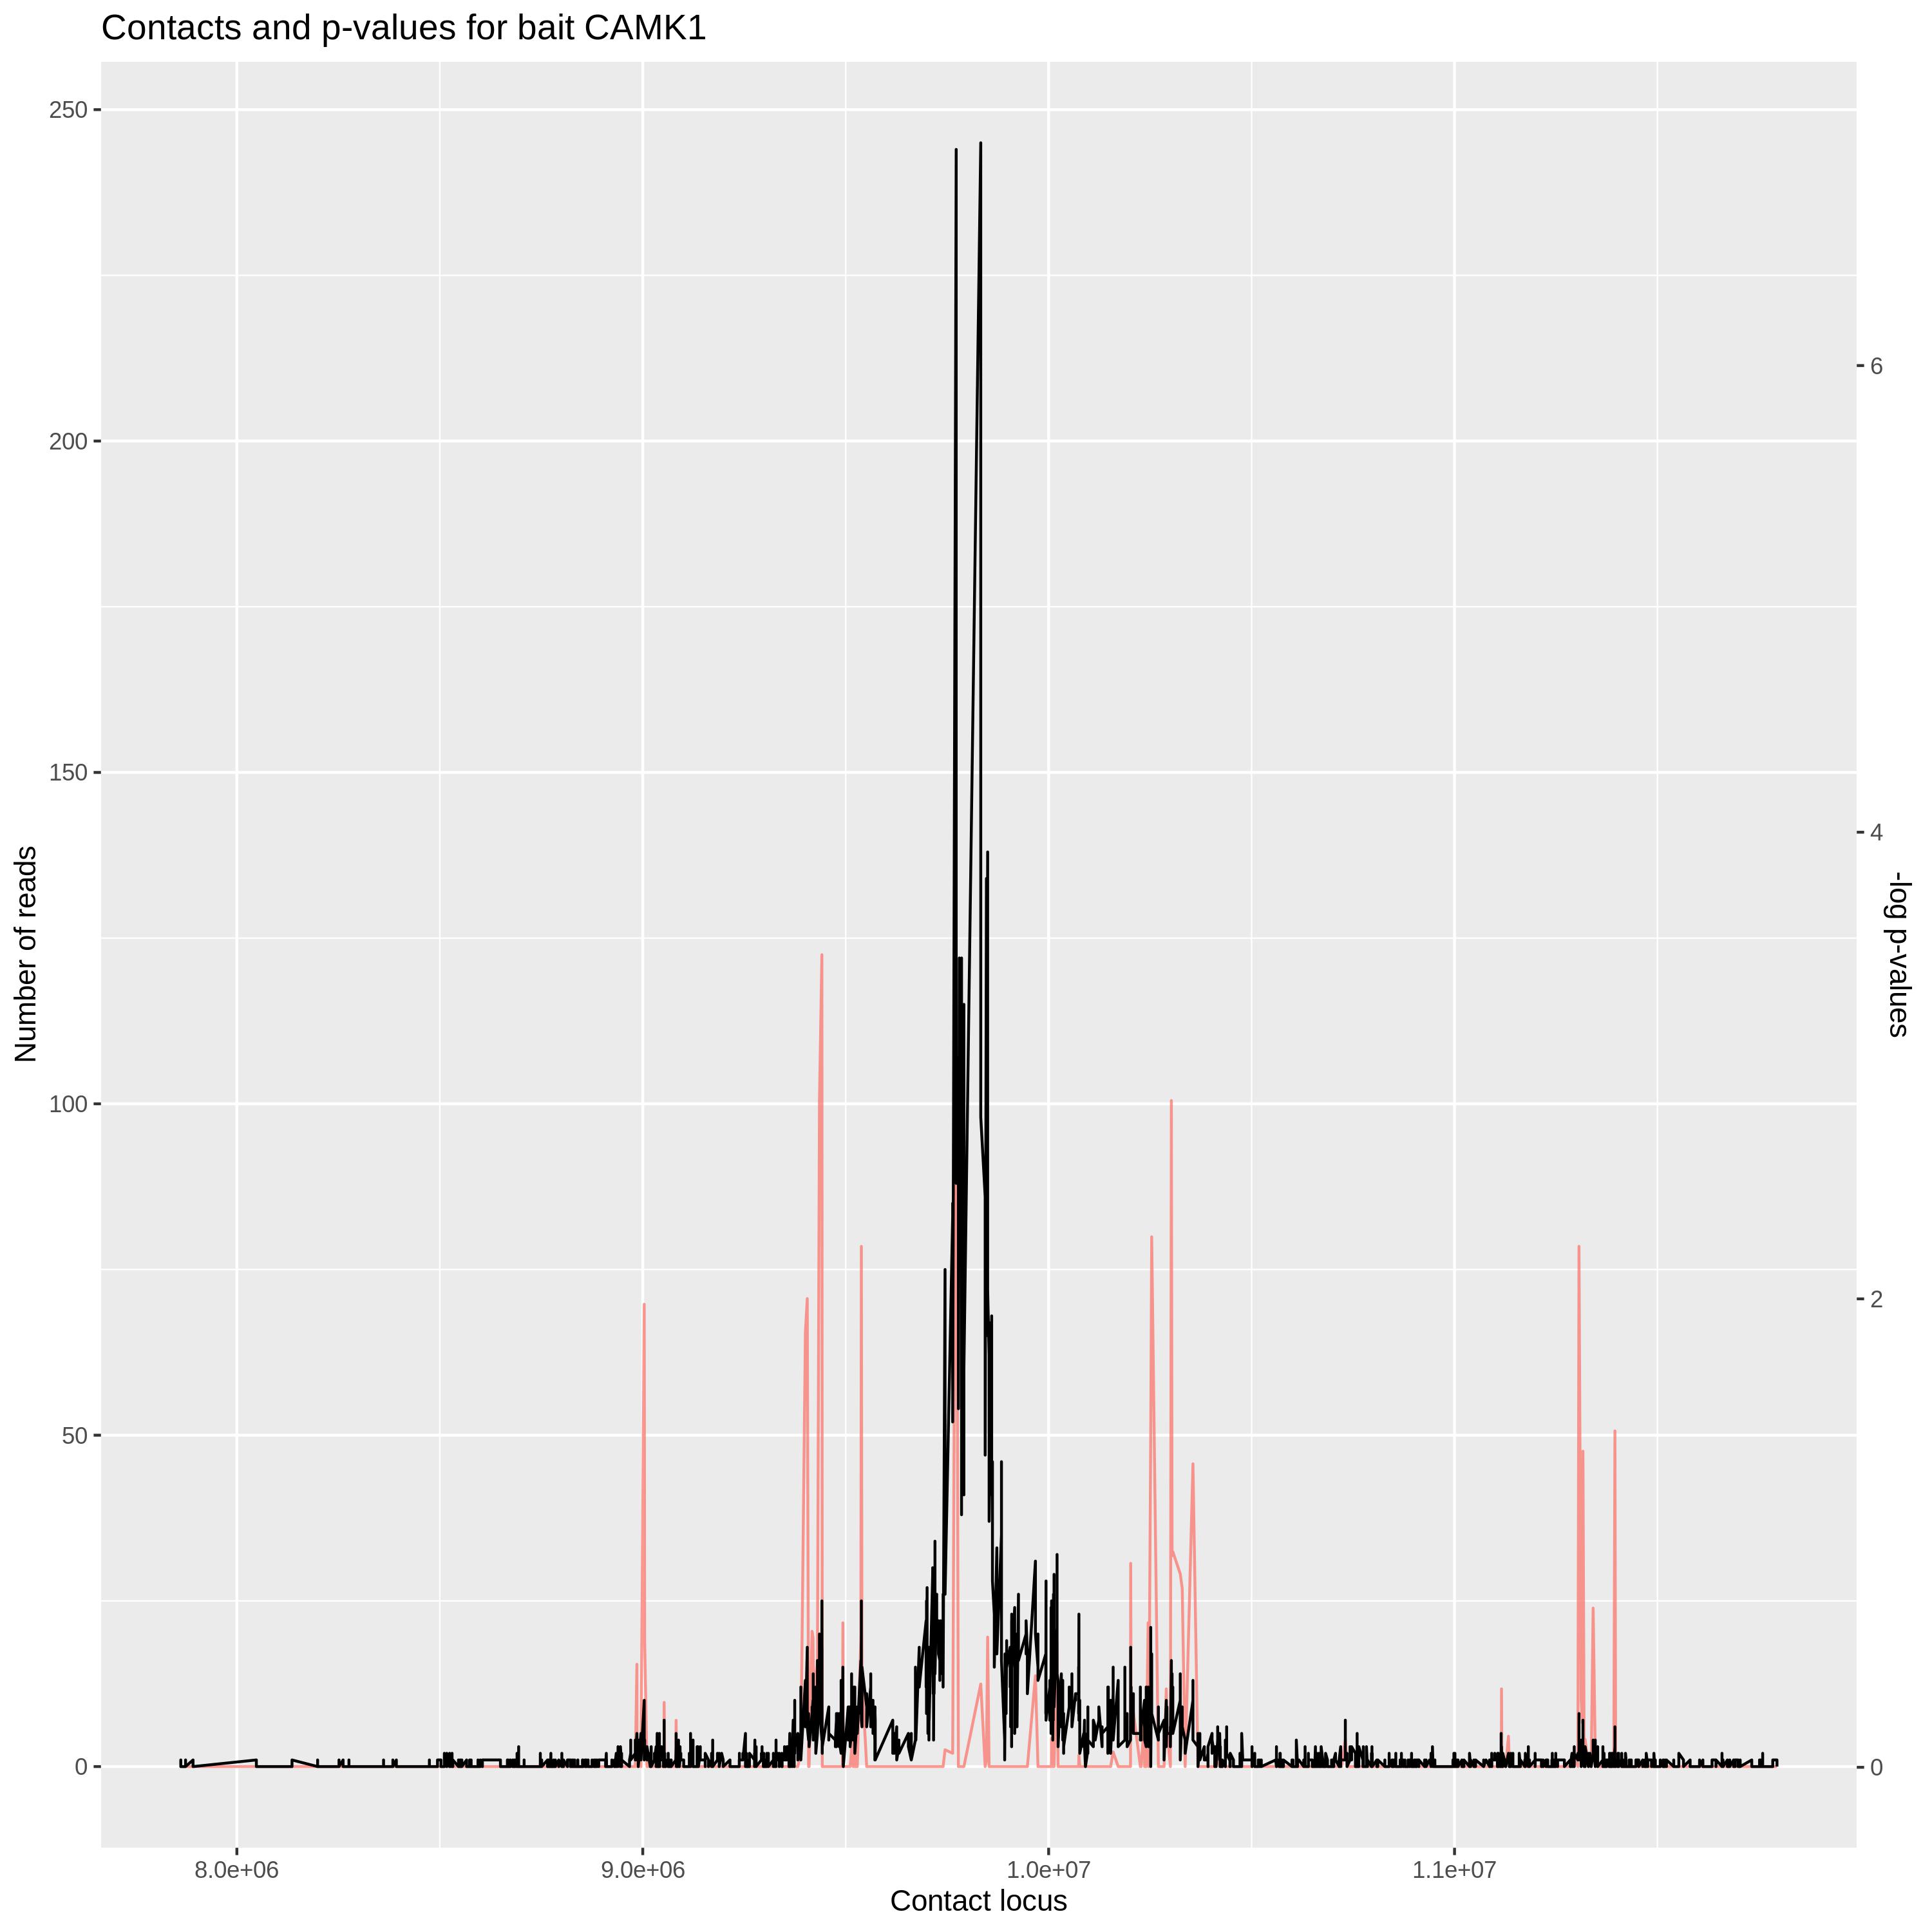 Contacts and p-values for bait CAMK1
250
200
150
100
50
0
Number of reads
6
4
2
0
-log p-values
8.0e+06 9.0e+06 1.0e+07 1.1e+07
Contact locus